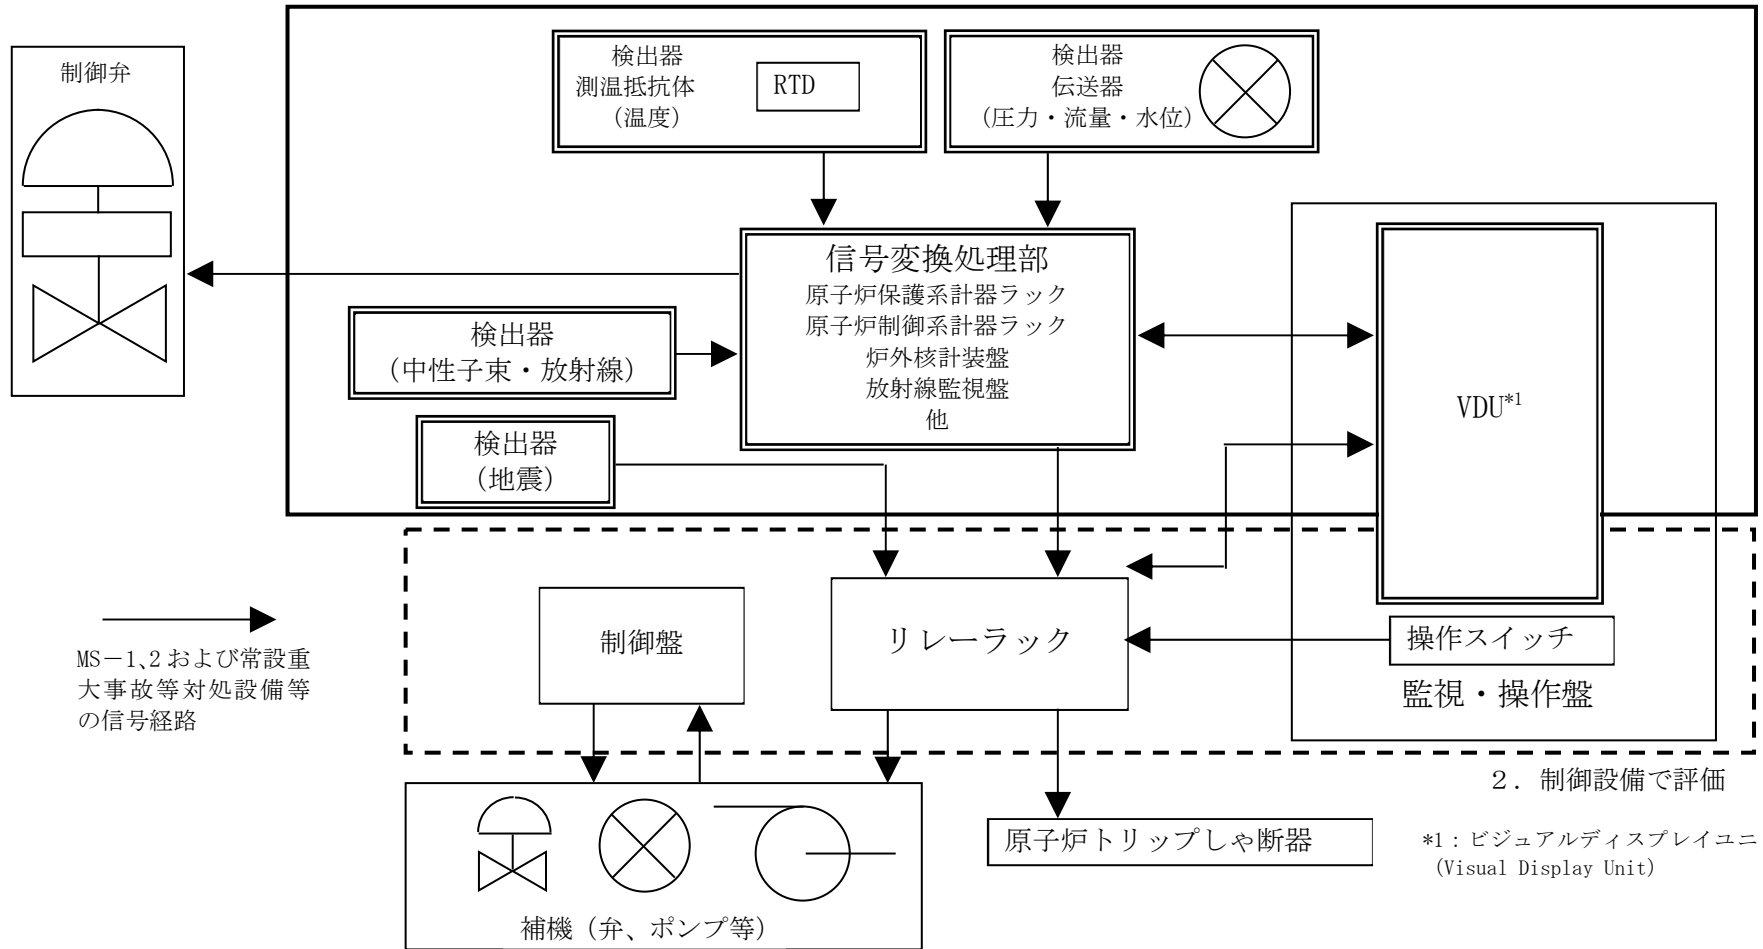 制御弁
検出器
測温抵抗体
(温度)
RTD
検出器
伝送器
(圧力・流量・水位)
信号変換処理部
原子炉保護系計器ラック
原子炉制御系計器ラック
炉外核計装盤
放射線監視盤
他
検出器
(中性子束・放射線)
検出器
(地震)
VDU*1
制御盤
リレーラック
操作スイッチ
監視・操作盤
MS－1、2および常設重
大事故等対処設備等
の信号経路
2. 制御設備で評価
原子炉トリップしゃ断器
*1：ビジュアルディスプレイユニ
(Visual Display Unit)
補機(弁、ポンプ等)